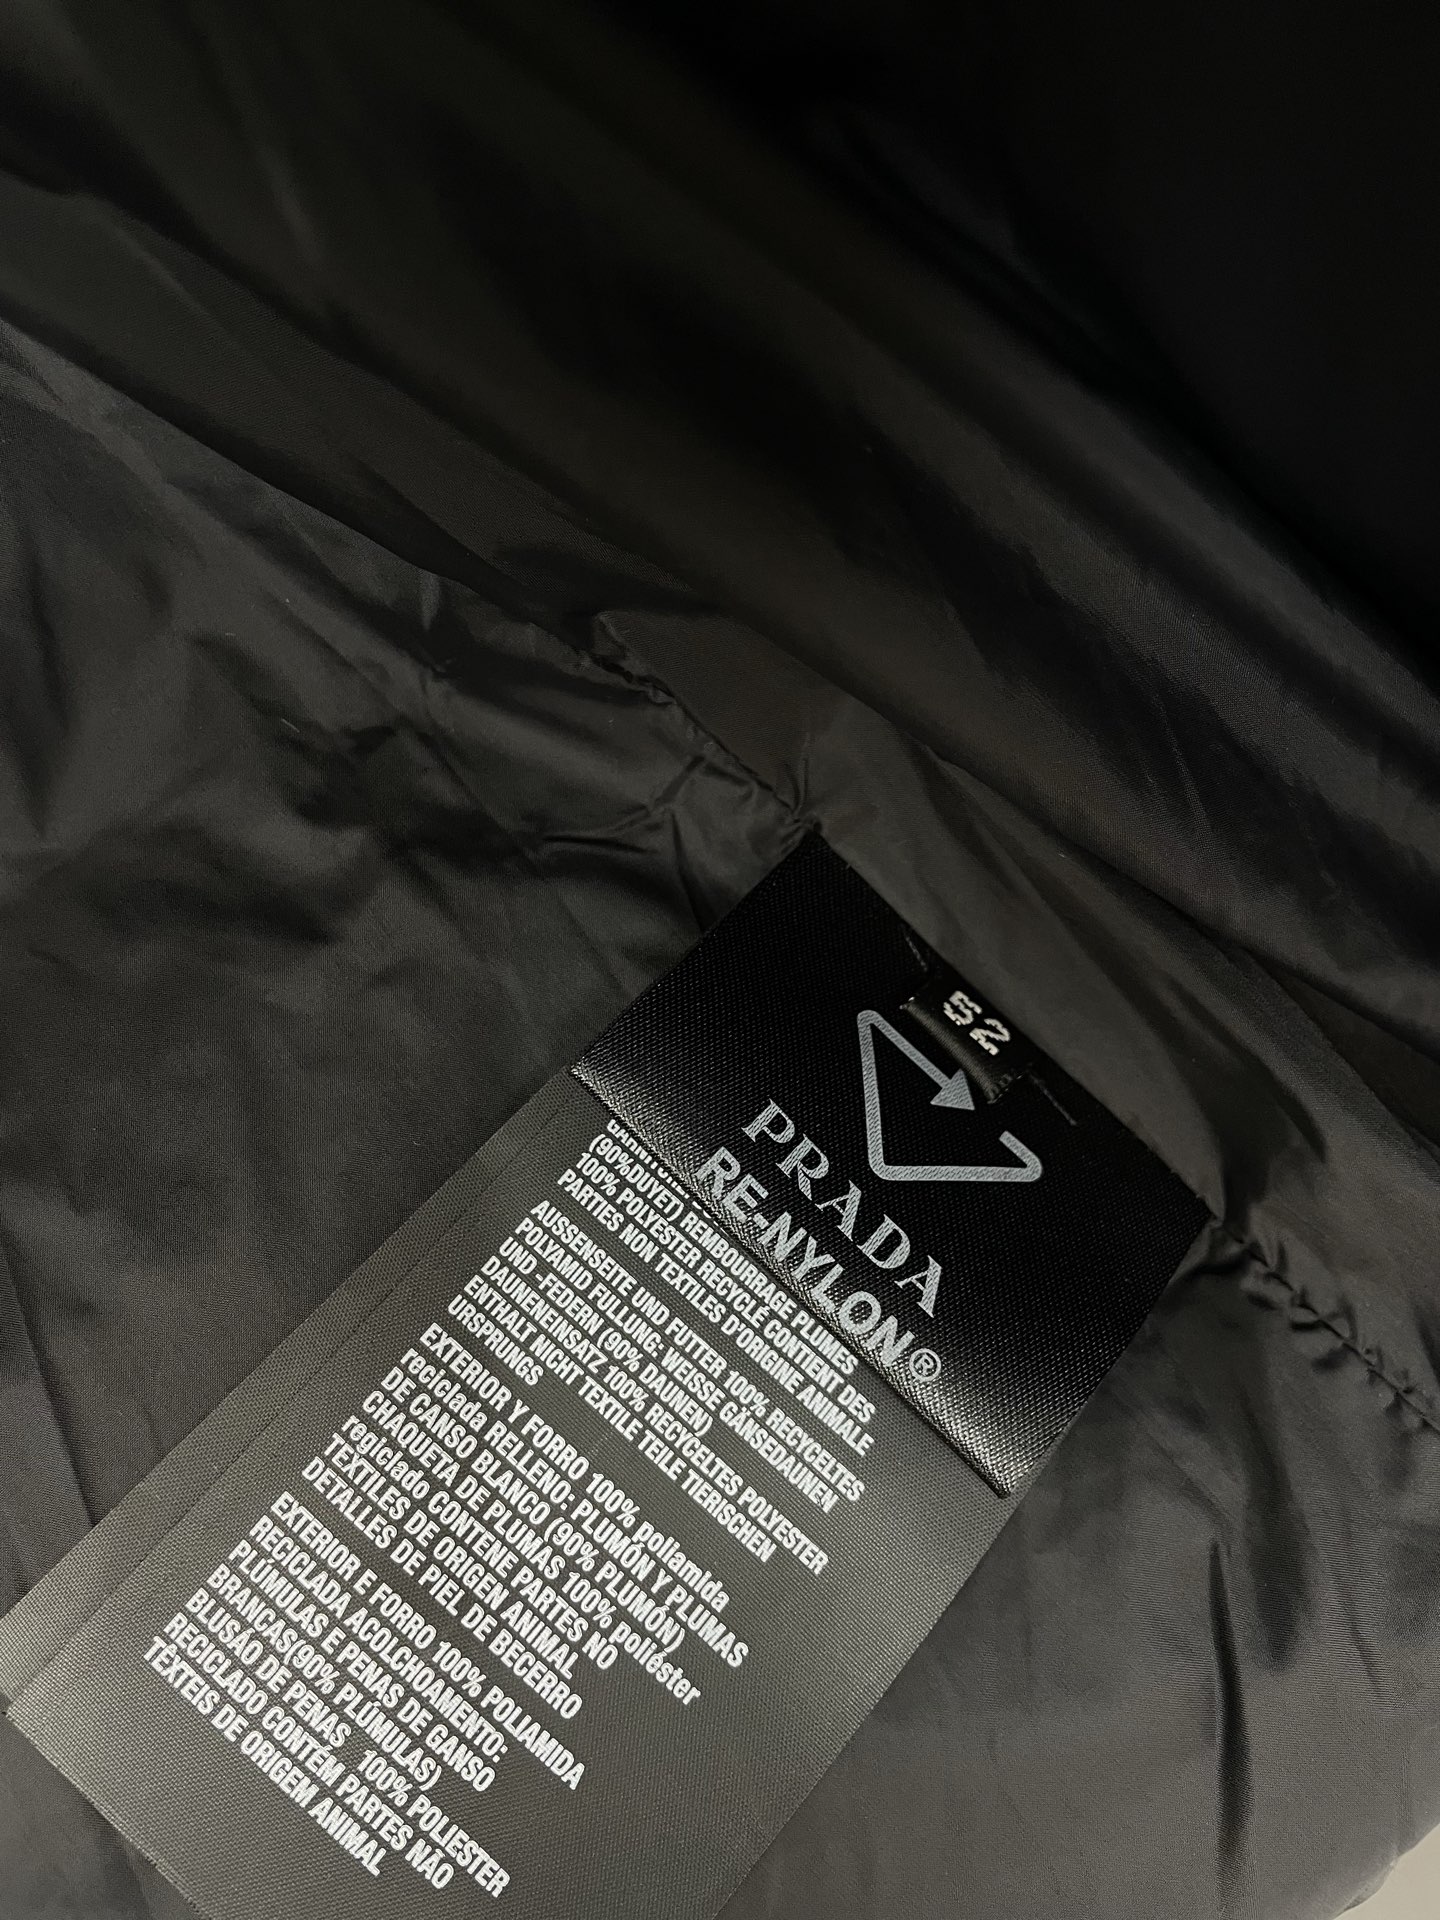 52
PRADA
RE-NYLON®
(90%DUVET) REMBOURRAGE PLUMES
100% POLYESTER RECYCLÉ CONTIENT DES
PARTIES NON TEXTILES D'ORIGINE ANIMALE
AUSSENSEITE UND FUTTER 100% RECYCELTES
POLYAMID FÜLLUNG: WEISSE GÄNSEDAUNEN
UND -FEDERN (90% DAUNEN)
DAUNENEINSATZ 100% RECYCELTES POLYESTER
ENTHÄLT NICHT TEXTILE TEILE TIERISCHEN
URSPRUNGS
EXTERIOR Y FORRO 100% poliamida
reciclada RELLENO: PLUMÓN Y PLUMAS
DE CANSO BLANCO (90% PLUMÓN)
CHAQUETA DE PLUMAS 100% poliéster
regiclado CONTENE PARTES NO
TEXTILES DE ORIGEN ANIMAL
DETALLES DE PIEL DE BECERRO
EXTERIOR E FORRO 100% POLIAMIDA
RECICLADA ACOLCHOAMENTO:
PLÚMULAS E PENAS DE GANSO
BRANCAS(90% PLÚMULAS)
BLUSÃO DE PENAS 100% POLIESTER
RECICLADO CONTÉM PARTES NÃO
TÊXTEIS DE ORIGEM ANIMAL